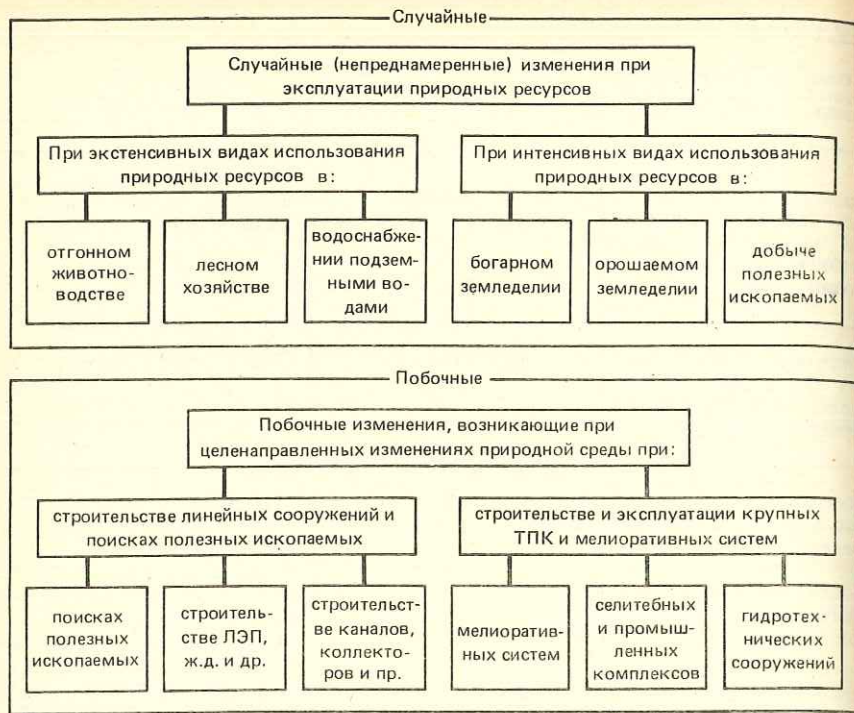 Случайные
Случайные (непреднамеренные) изменения при
эксплуатации природных ресурсов
При экстенсивных видах использования
природных ресурсов в:
При интенсивных видах использования
природных ресурсов в:
отгонном
животно-
водстве
лесном
хозяйстве
водоснабже-
нии подзем-
ными во-
дами
богарном
земледелии
орошаемом
земледелии
добыче
полезных
ископаемых
Побочные
Побочные изменения, возникающие при
целенаправленных изменениях природной среды при:
строительстве линейных сооружений и
поисках полезных ископаемых
строительстве и эксплуатации крупных
ТПК и мелиоративных систем
поисках
полезных
ископаемых
строитель-
стве ЛЭП,
ж.д. и др.
строительст-
ве каналов,
коллекто-
ров и пр.
мелиоратив-
ных систем
селитебных
и промыш-
ленных
комплексов
гидротех-
нических
сооружений